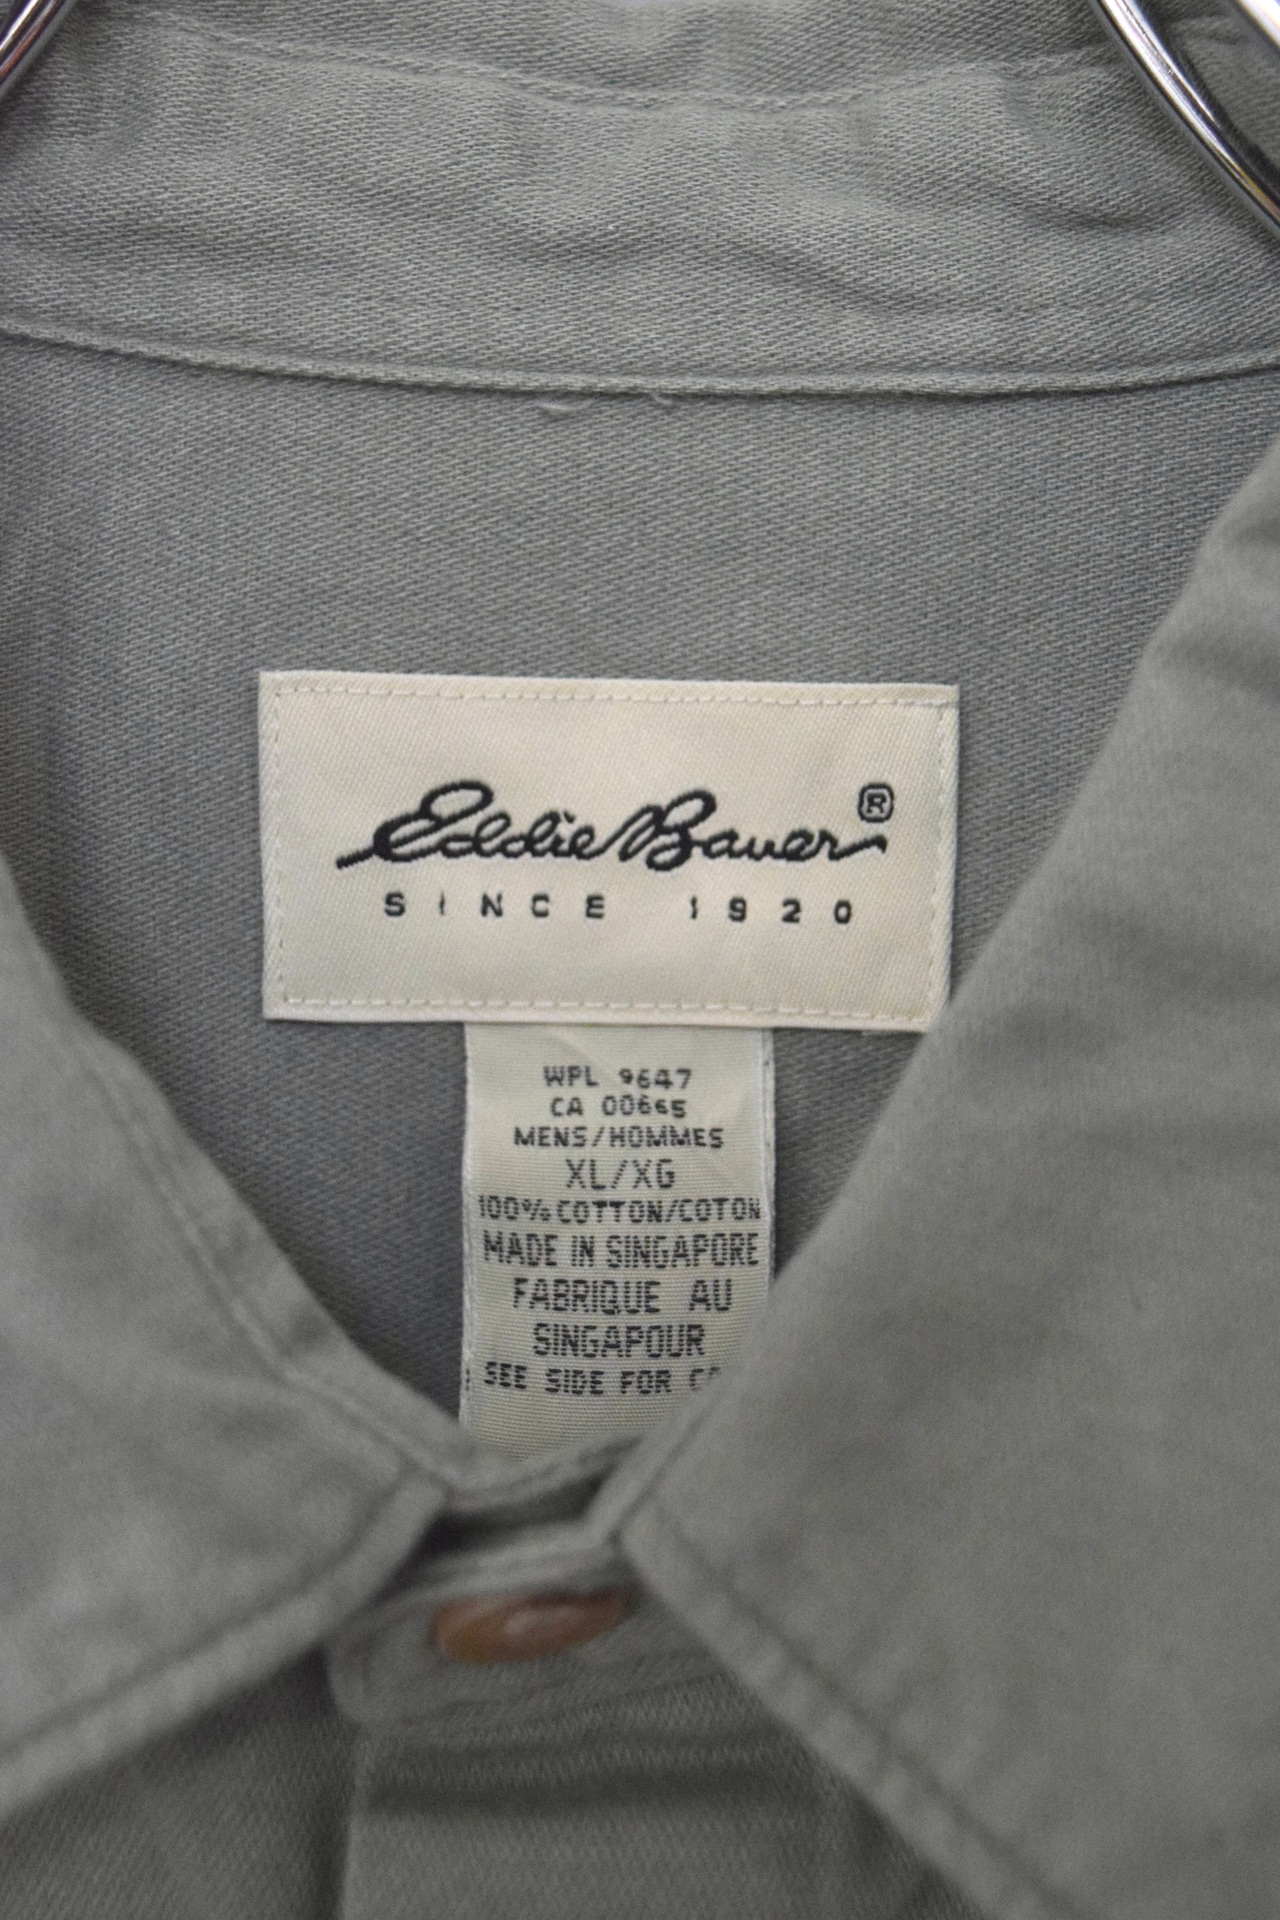 Eddie Bauer®
SINCE 1920
WPL 9647
CA 00665
MENS/HOMMES
XL/XG
100% COTTON/COTON
MADE IN SINGAPORE
FABRIQUE AU
SINGAPOUR
SEE SIDE FOR